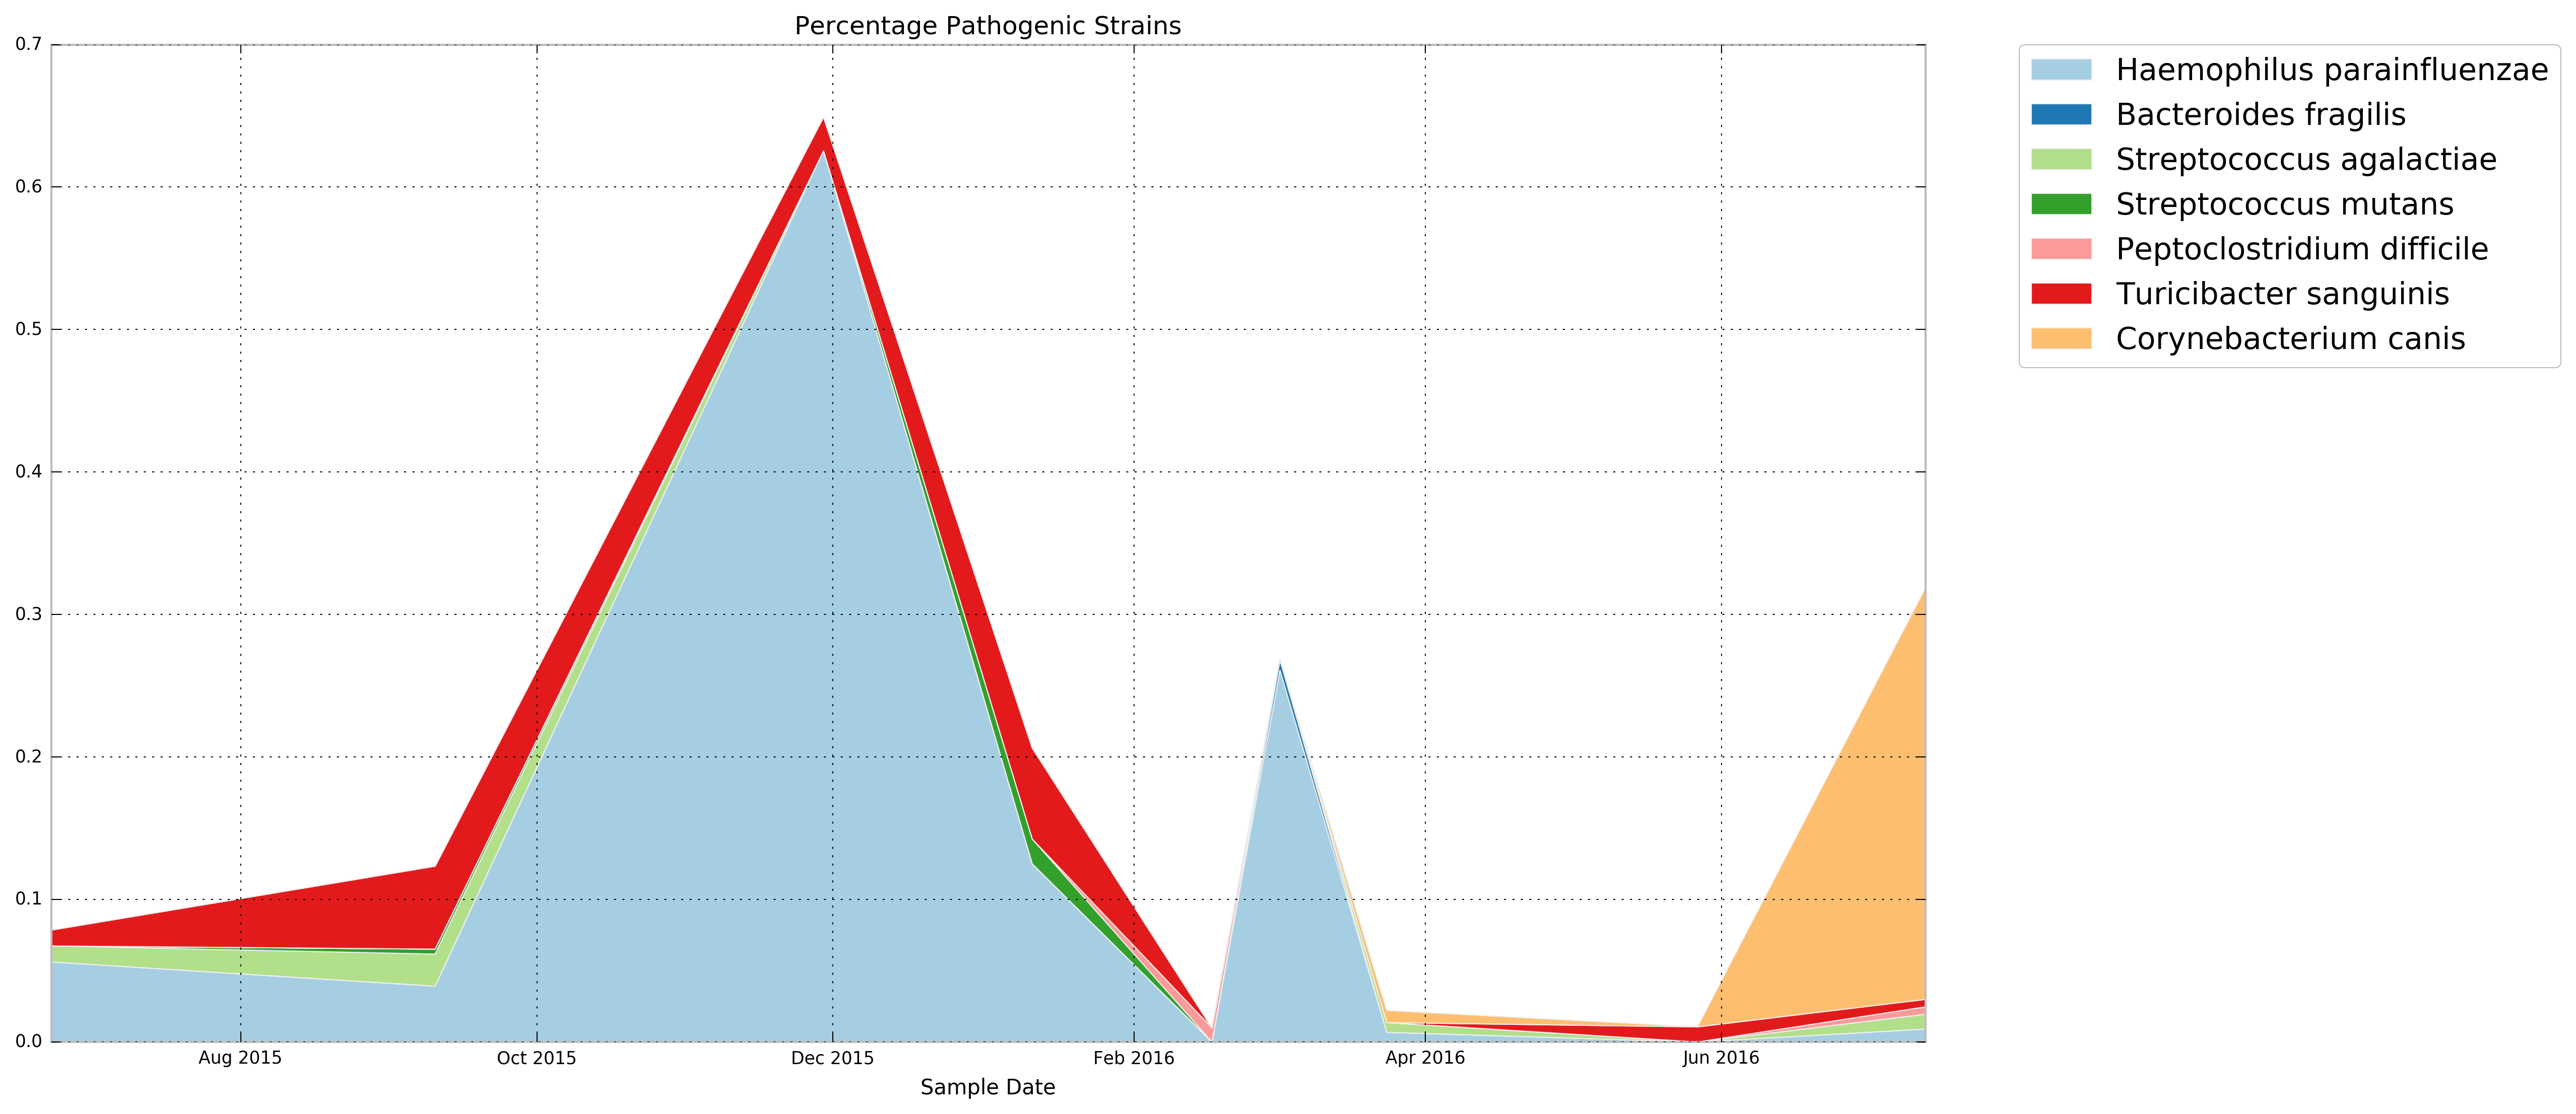 Percentage Pathogenic Strains
0.7
0.6
0.5
0.4
0.3
0.2
0.1
0.0
Aug 2015
Oct 2015
Dec 2015
Feb 2016
Apr 2016
Jun 2016
Sample Date
Haemophilus parainfluenzae
Bacteroides fragilis
Streptococcus agalactiae
Streptococcus mutans
Peptoclostridium difficile
Turicibacter sanguinis
Corynebacterium canis